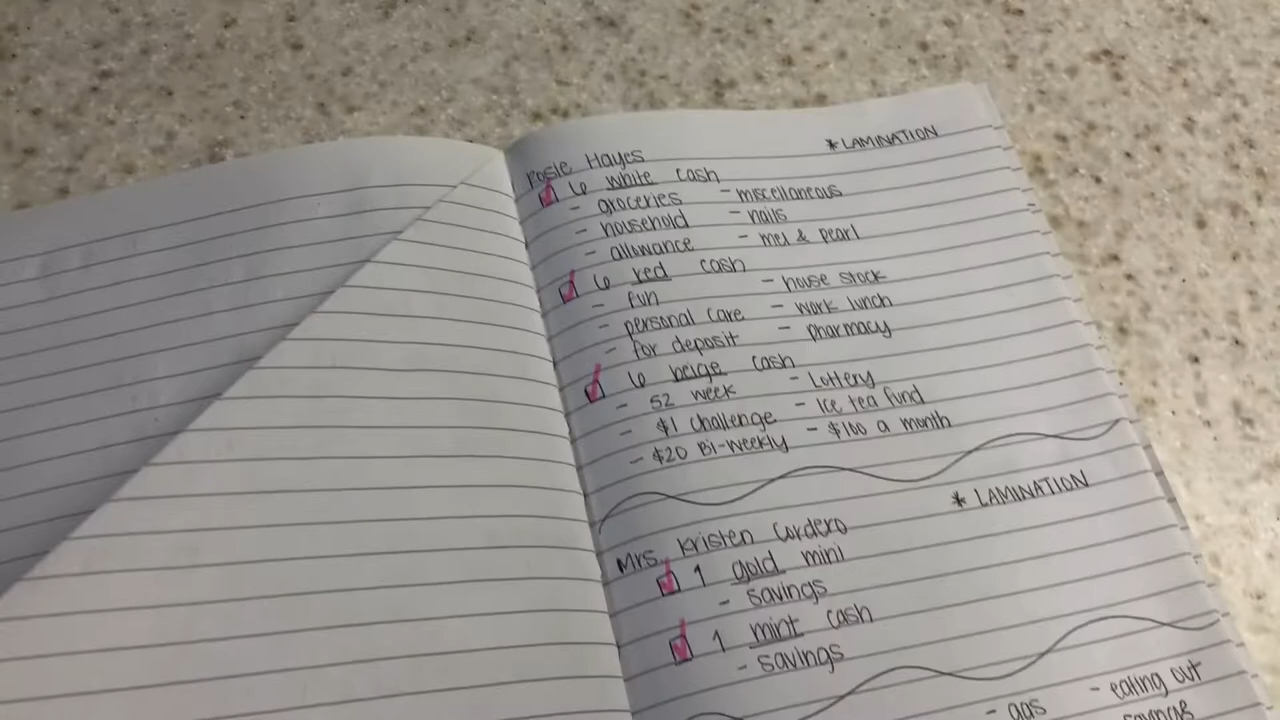 * LAMINATION
Rosie Hayes
6 white cash
- groceries - miscellaneous
- household - nails
- allowance - mel & pearl
6 red cash
- fun - house stock
- personal care - work lunch
- for deposit - pharmacy
6 beige cash
- 52 week - Lottery
- $1 challenge - Ice tea fund
- $20 Bi-weekly - $100 a month
* LAMINATION
Mrs. Kristen Cordero
1 gold mini
- savings
1 mint cash
- savings
- gas - eating out
savings